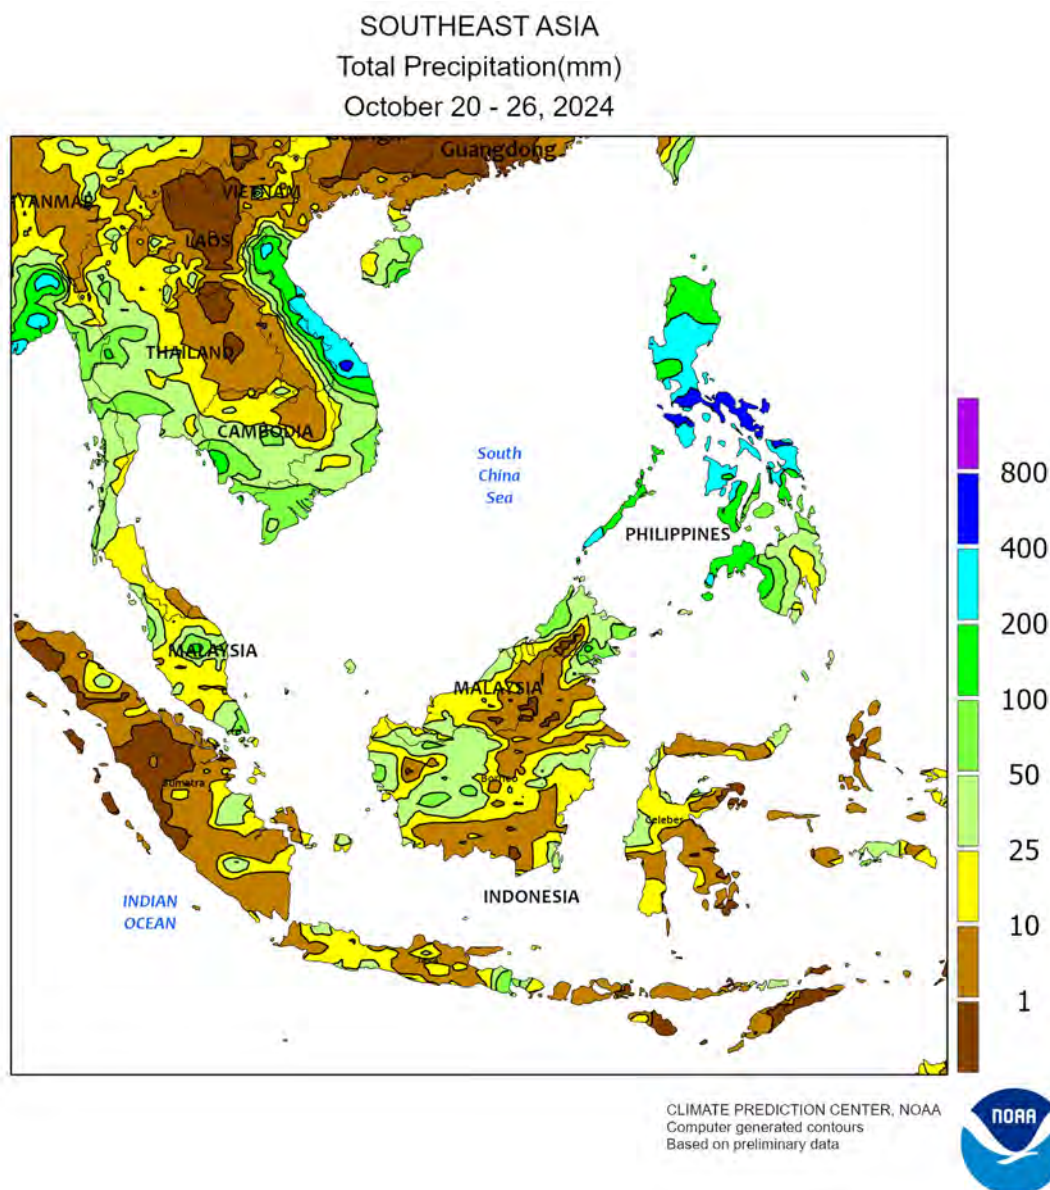 SOUTHEAST ASIA
Total Precipitation(mm)
October 20 - 26, 2024
Guangdong
YANMAR
VIETNAM
LAOS
THAILAND
CAMBODIA
South
China
Sea
PHILIPPINES
MALAYSIA
MALAYSIA
Sumatra
Borneo
Celebes
INDONESIA
INDIAN
OCEAN
800
400
200
100
50
25
10
1
CLIMATE PREDICTION CENTER, NOAA
Computer generated contours
Based on preliminary data
NOAA